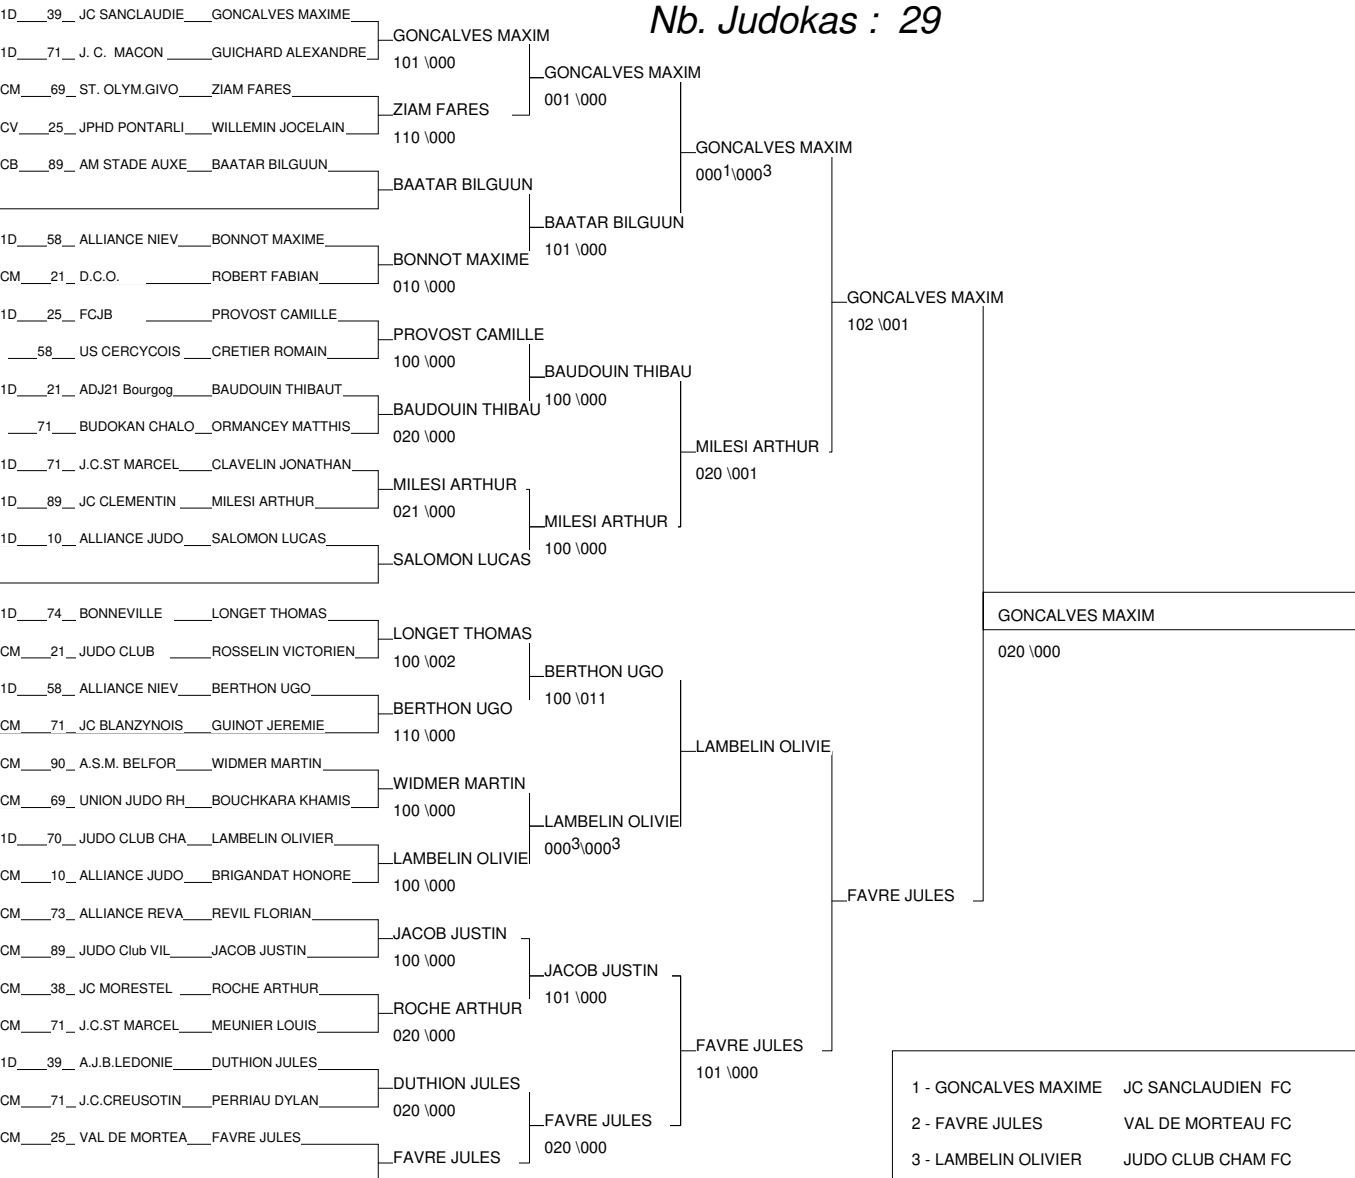 Nb. Judokas : 29
1D 39 JC SANCLAUDIE GONCALVES MAXIME
1D 71 J. C. MACON GUICHARD ALEXANDRE
CM 69 ST. OLYM.GIVO ZIAM FARES
CV 25 JPHD PONTARLI WILLEMIN JOCELAIN
CB 89 AM STADE AUXE BAATAR BILGUUN
1D 58 ALLIANCE NIEV BONNOT MAXIME
CM 21 D.C.O. ROBERT FABIAN
1D 25 FCJB PROVOST CAMILLE
58 US CERCYCOIS CRETIER ROMAIN
1D 21 ADJ21 Bourgog BAUDOUIN THIBAUT
71 BUDOKAN CHALO ORMANCEY MATTHIS
1D 71 J.C.ST MARCEL CLAVELIN JONATHAN
1D 89 JC CLEMENTIN MILESI ARTHUR
1D 10 ALLIANCE JUDO SALOMON LUCAS
1D 74 BONNEVILLE LONGET THOMAS
CM 21 JUDO CLUB ROSSELIN VICTORIEN
1D 58 ALLIANCE NIEV BERTHON UGO
CM 71 JC BLANZYNOIS GUINOT JEREMIE
CM 90 A.S.M. BELFOR WIDMER MARTIN
CM 69 UNION JUDO RH BOUCHKARA KHAMIS
1D 70 JUDO CLUB CHA LAMBELIN OLIVIER
CM 10 ALLIANCE JUDO BRIGANDAT HONORE
CM 73 ALLIANCE REVA REVIL FLORIAN
CM 89 JUDO Club VIL JACOB JUSTIN
CM 38 JC MORESTEL ROCHE ARTHUR
CM 71 J.C.ST MARCEL MEUNIER LOUIS
1D 39 A.J.B.LEDONIE DUTHION JULES
CM 71 J.C.CREUSOTIN PERRIAU DYLAN
CM 25 VAL DE MORTEA FAVRE JULES
GONCALVES MAXIM
101 \000
ZIAM FARES
110 \000
BAATAR BILGUUN
BONNOT MAXIME
010 \000
PROVOST CAMILLE
100 \000
BAUDOUIN THIBAU
020 \000
MILESI ARTHUR
021 \000
SALOMON LUCAS
LONGET THOMAS
100 \002
BERTHON UGO
110 \000
WIDMER MARTIN
100 \000
LAMBELIN OLIVIE
100 \000
JACOB JUSTIN
100 \000
ROCHE ARTHUR
020 \000
DUTHION JULES
020 \000
FAVRE JULES
GONCALVES MAXIM
001 \000
BAATAR BILGUUN
101 \000
BAUDOUIN THIBAU
100 \000
MILESI ARTHUR
100 \000
BERTHON UGO
100 \011
LAMBELIN OLIVIE
0003\0003
JACOB JUSTIN
101 \000
FAVRE JULES
020 \000
GONCALVES MAXIM
0001\0003
MILESI ARTHUR
020 \001
LAMBELIN OLIVIE
FAVRE JULES
101 \000
GONCALVES MAXIM
102 \001
FAVRE JULES
GONCALVES MAXIM
020 \000
1 - GONCALVES MAXIME JC SANCLAUDIEN FC
2 - FAVRE JULES VAL DE MORTEAU FC
3 - LAMBELIN OLIVIER JUDO CLUB CHAM FC